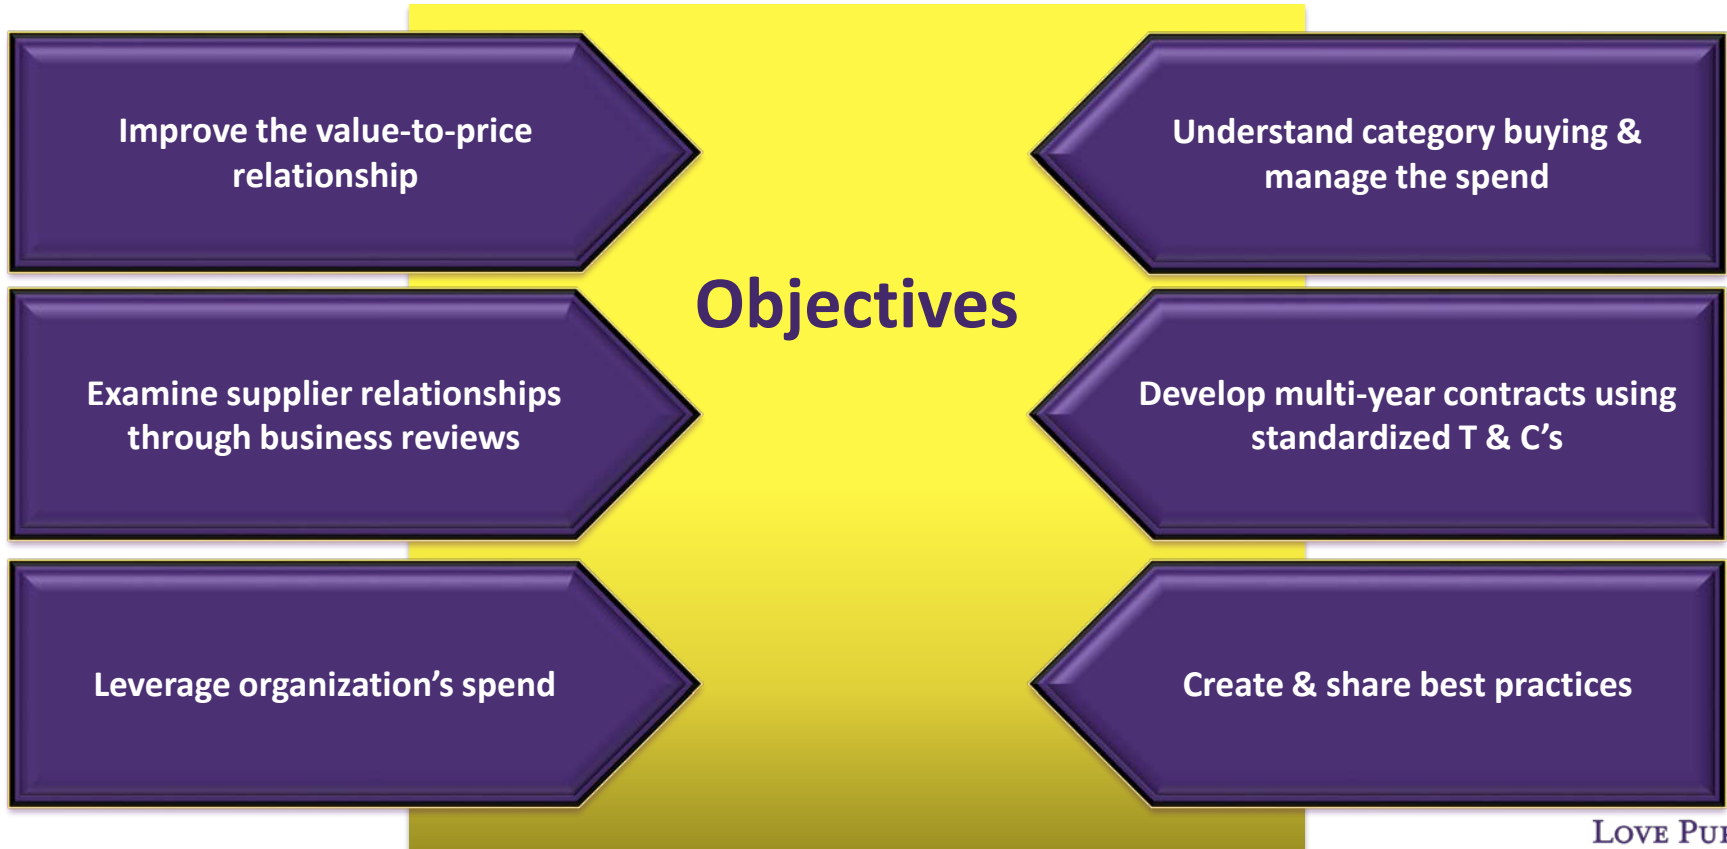 Objectives
Improve the value-to-price
relationship
Examine supplier relationships
through business reviews
Leverage organization’s spend
Understand category buying &
manage the spend
Develop multi-year contracts using
standardized T & C’s
Create & share best practices
LOVE